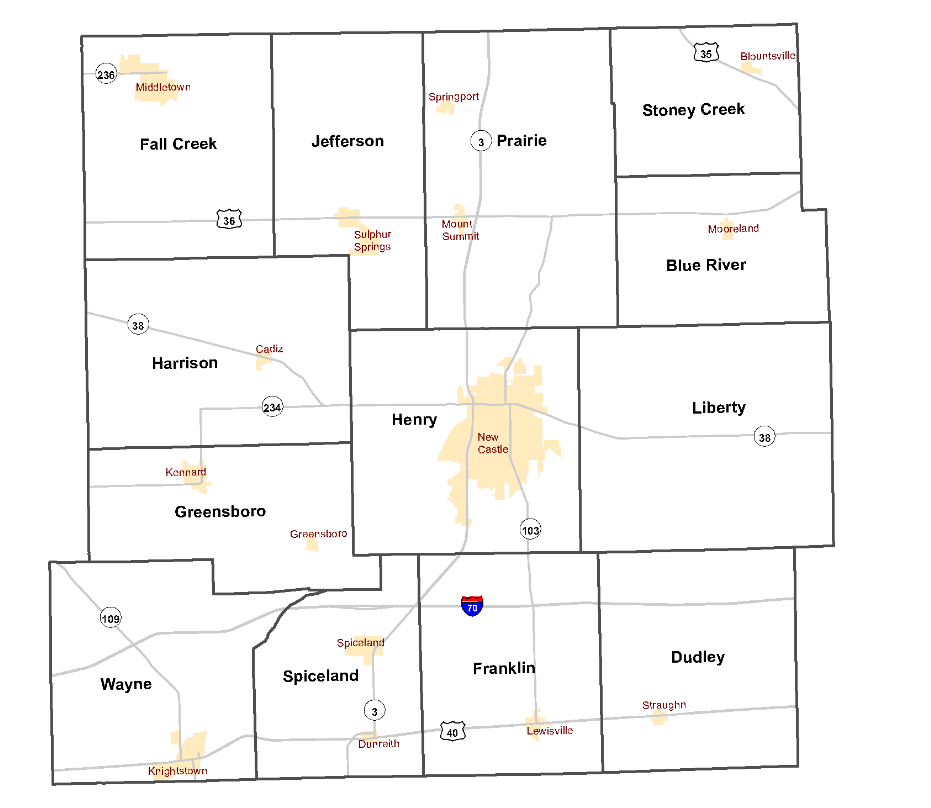 35
Blountsville
236
Middletown
Springport
Stoney Creek
Fall Creek
Jefferson
3
Prairie
36
Mount
Summit
Sulphur
Springs
Mooreland
Blue River
38
Cadiz
Harrison
234
Henry
Liberty
New
Castle
38
Kennard
Greensboro
103
Greensboro
109
70
Spiceland
Wayne
Spiceland
Franklin
Dudley
3
Straughn
40
Lewisville
Dunreith
Knightstown